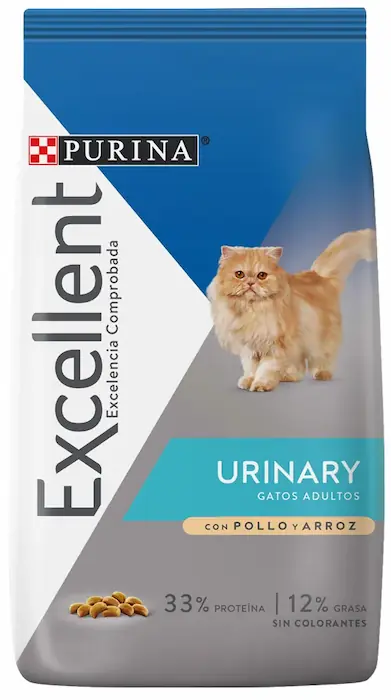 PURINA®
Excellent
Excelencia Comprobada
URINARY
GATOS ADULTOS
CON POLLO Y ARROZ
33% PROTEÍNA | 12% GRASA
SIN COLORANTES